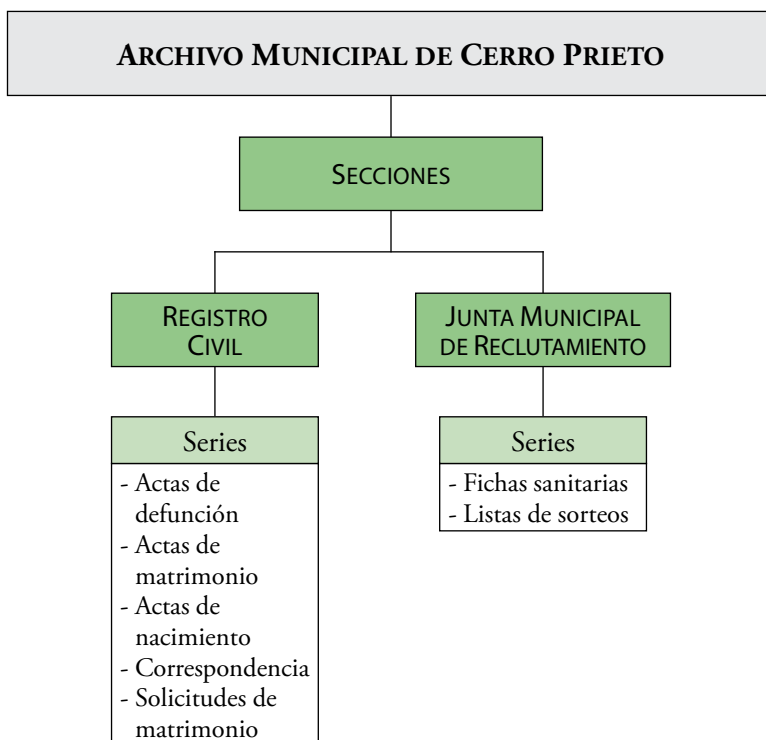 ARCHIVO MUNICIPAL DE CERRO PRIETO
SECCIONES
REGISTRO
CIVIL
Series
- Actas de
defunción
- Actas de
matrimonio
- Actas de
nacimiento
- Correspondencia
- Solicitudes de
matrimonio
JUNTA MUNICIPAL
DE RECLUTAMIENTO
Series
- Fichas sanitarias
- Listas de sorteos